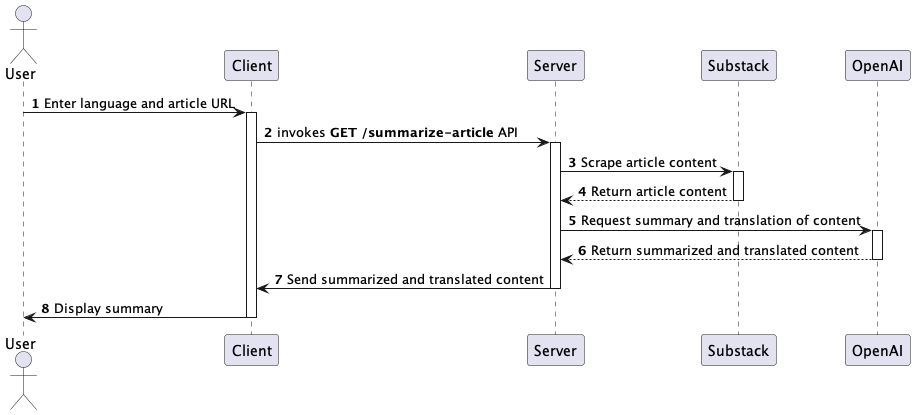 User
Client
Server
Substack
OpenAI
1 Enter language and article URL
2 invokes GET /summarize-article API
3 Scrape article content
4 Return article content
5 Request summary and translation of content
6 Return summarized and translated content
7 Send summarized and translated content
8 Display summary
User
Client
Server
Substack
OpenAI